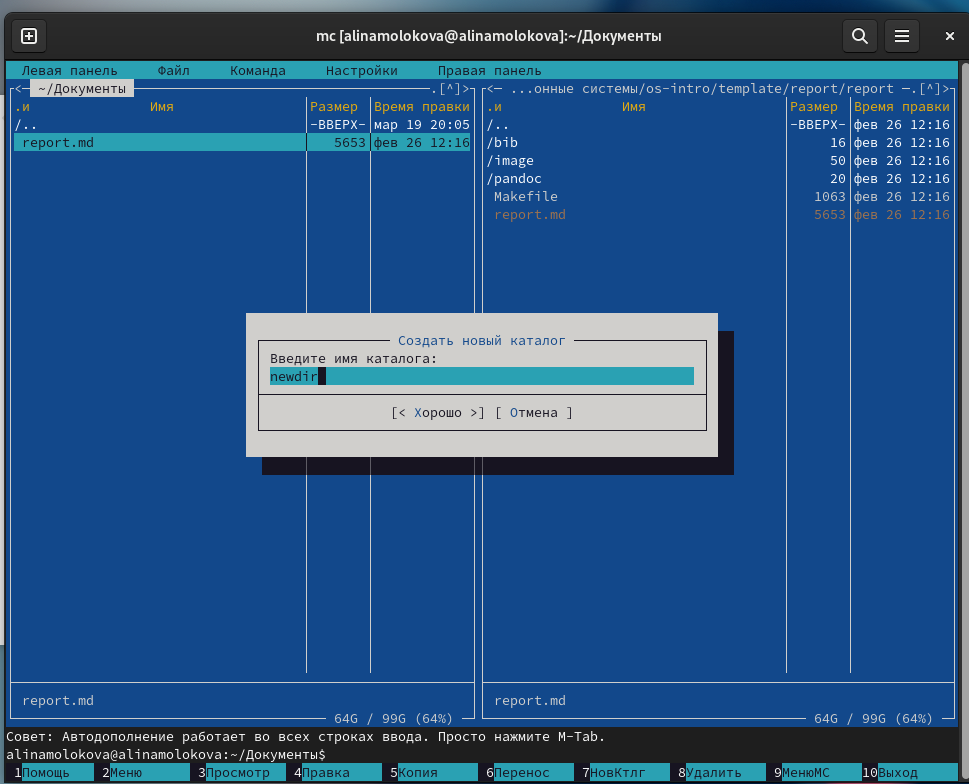 mc [alinamolokova@alinamolokova]:~/Документы
Левая панель Файл Команда Настройки Правая панель
<─ ~/Документы .[^]>
.и Имя Размер Время правки
/.. -ВВЕРХ- мар 19 20:05
report.md 5653 фев 26 12:16
<─ ...онные системы/os-intro/template/report/report ─.[^]>
.и Имя Размер Время правки
/.. -ВВЕРХ- фев 26 12:16
/bib 16 фев 26 12:16
/image 50 фев 26 12:16
/pandoc 20 фев 26 12:16
Makefile 1063 фев 26 12:16
report.md 5653 фев 26 12:16
Создать новый каталог
Введите имя каталога:
newdir
[< Хорошо >] [ Отмена ]
report.md
64G / 99G (64%)
report.md
64G / 99G (64%)
Совет: Автодополнение работает во всех строках ввода. Просто нажмите M-Tab.
alinamolokova@alinamolokova:~/Документы$
1Помощь 2Меню 3Просмотр 4Правка 5Копия 6Перенос 7НовКтлг 8Удалить 9МенюMC 10Выход